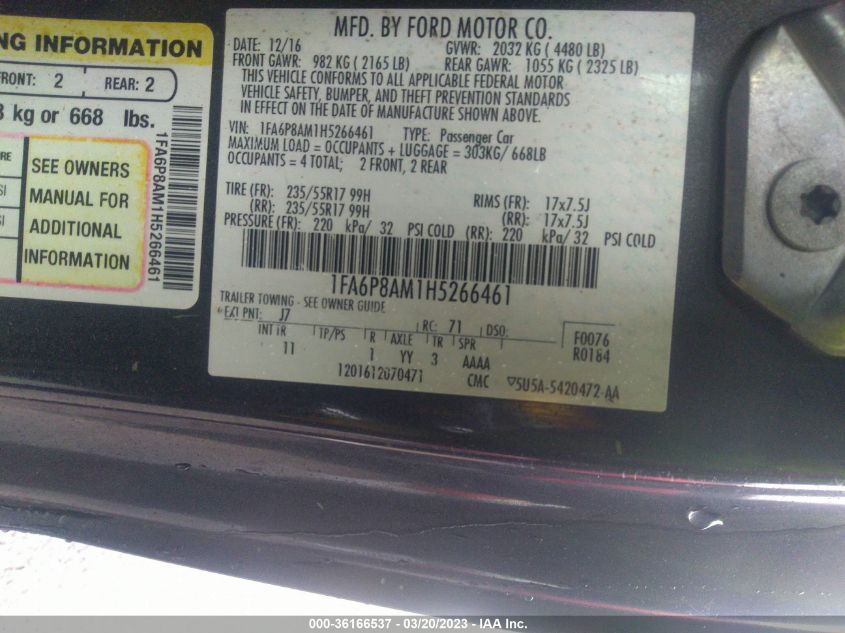 NG INFORMATION
FRONT: 2
REAR: 2
kg or 668 lbs.
SEE OWNERS
MANUAL FOR
ADDITIONAL
INFORMATION
1FA6P8AM1H5266461
MFD. BY FORD MOTOR CO.
DATE: 12/16 GVWR: 2032 KG ( 4480 LB)
FRONT GAWR: 982 KG ( 2165 LB) REAR GAWR: 1055 KG ( 2325 LB)
THIS VEHICLE CONFORMS TO ALL APPLICABLE FEDERAL MOTOR
VEHICLE SAFETY, BUMPER, AND THEFT PREVENTION STANDARDS
IN EFFECT ON THE DATE OF MANUFACTURE SHOWN ABOVE.
VIN: 1FA6P8AM1H5266461 TYPE: Passenger Car
MAXIMUM LOAD = OCCUPANTS + LUGGAGE = 303KG/ 668LB
OCCUPANTS = 4 TOTAL; 2 FRONT, 2 REAR
TIRE (FR): 235/55R17 99H RIMS (FR): 17x7.5J
(RR): 235/55R17 99H (RR): 17x7.5J
PRESSURE (FR): 220 kPa/ 32 PSI COLD (RR): 220 kPa/ 32 PSI COLD
1FA6P8AM1H5266461
TRAILER TOWING - SEE OWNER GUIDE
EXT PNT: J7 RC: 71 DSO: F0076
INT TR TP/PS R AXLE TR SPR R0184
11 1 YY 3 AAAA
1201612070471 CMC ▽5U5A-5420472-AA
000-36166537 - 03/20/2023 - COPYRIGHT IAA, LLC.